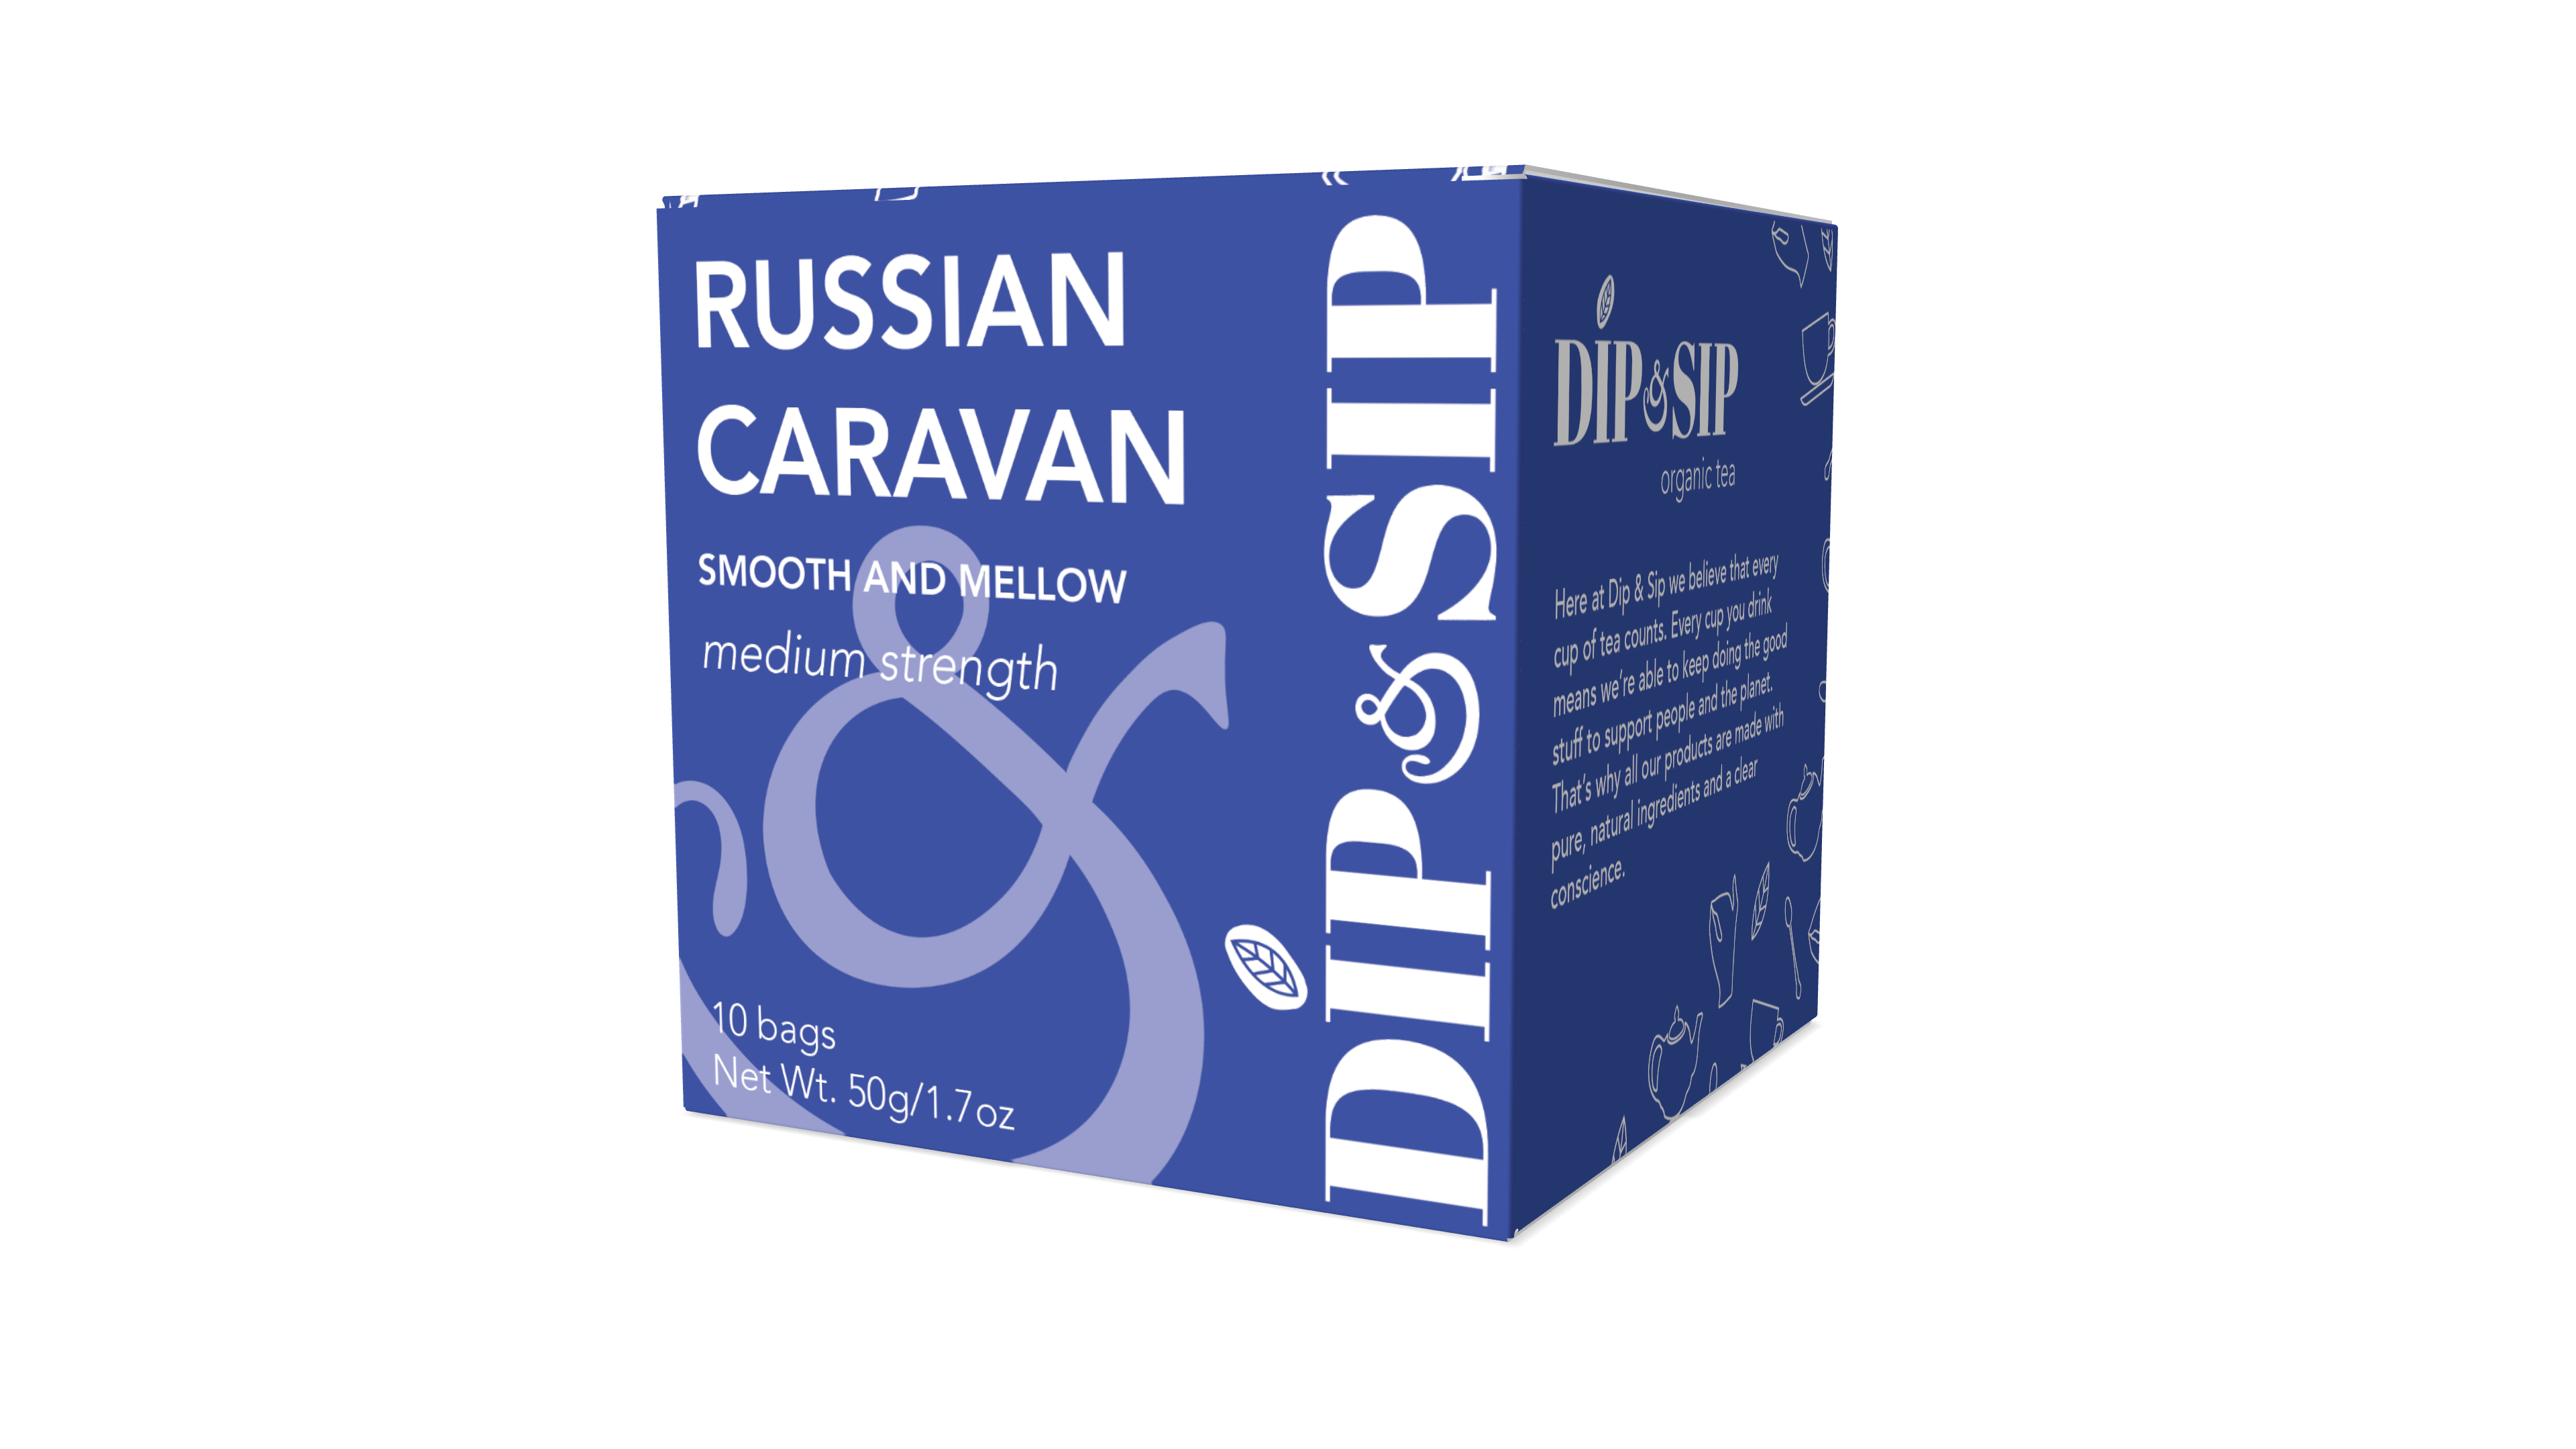 RUSSIAN
CARAVAN
SMOOTH AND MELLOW
medium strength
10 bags
Net Wt. 50g/1.7oz
DIP & SIP
DIP & SIP
organic tea
Here at Dip & Sip we believe that every
cup of tea counts. Every cup you drink
means we're able to keep doing the good
stuff to support people and the planet.
That's why all our products are made with
pure, natural ingredients and a clear
conscience.